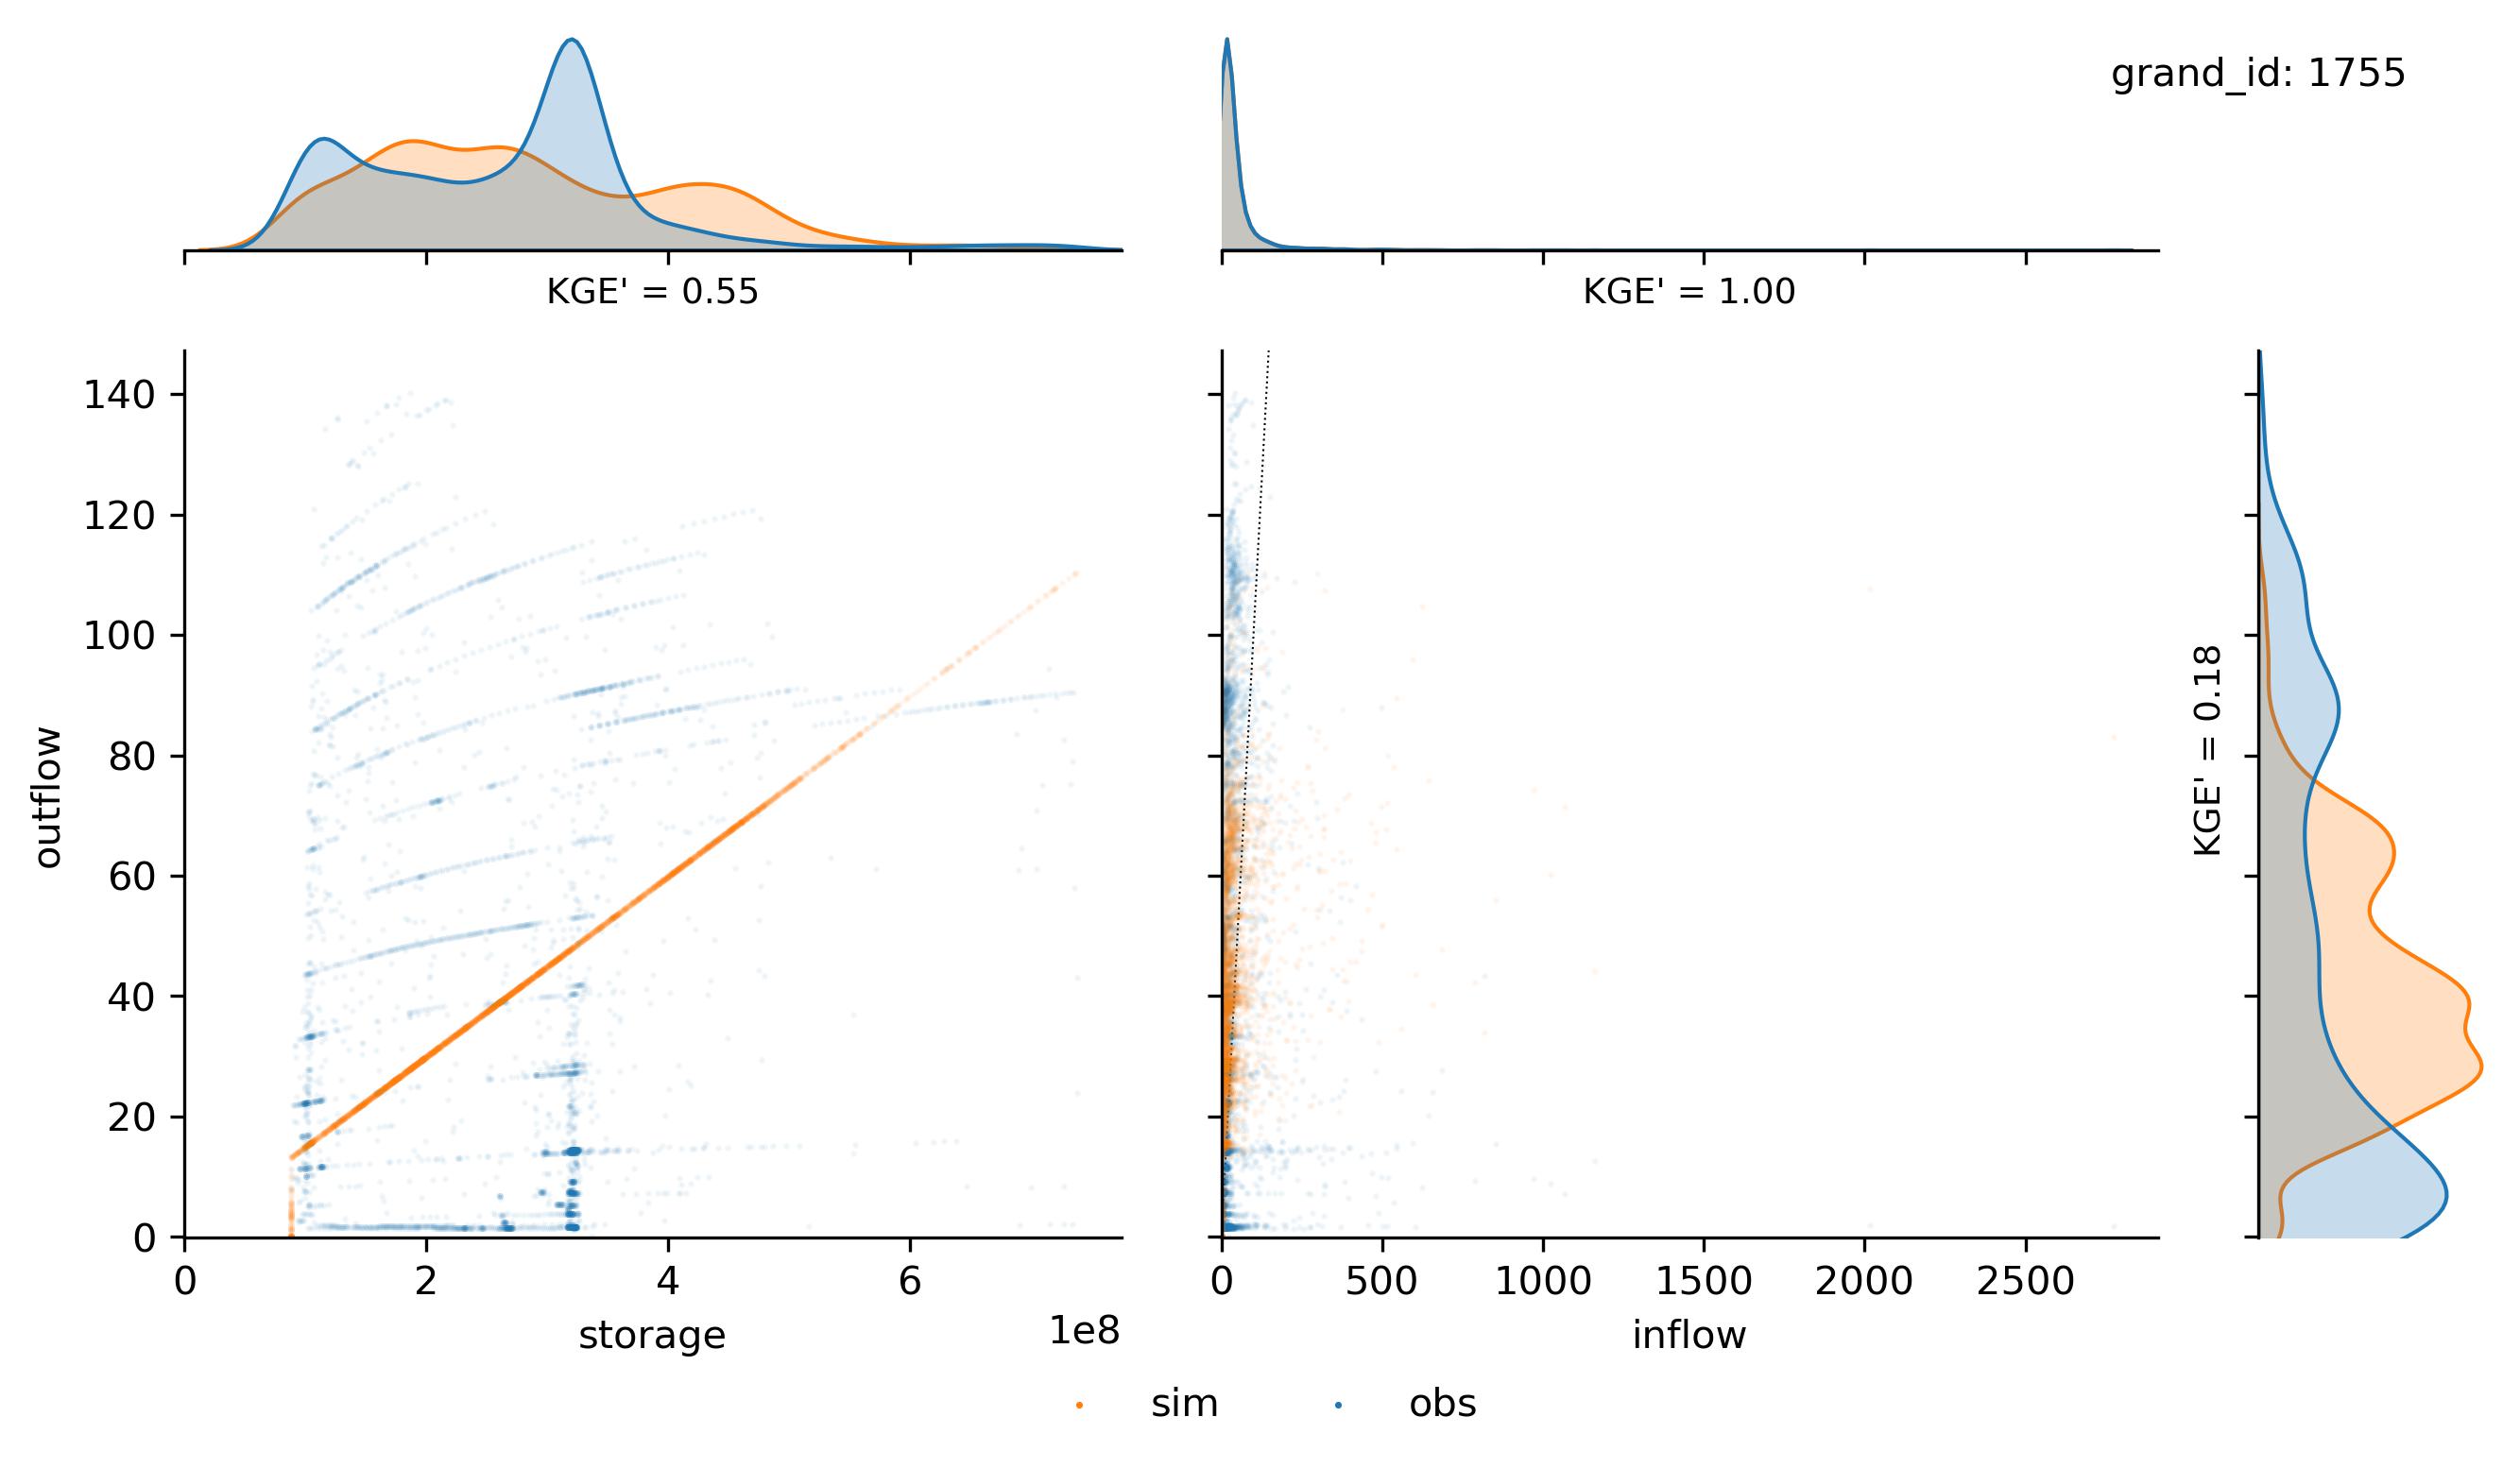 grand_id: 1755
KGE' = 0.55
KGE' = 1.00
140
120
100
80
60
40
20
0
outflow
KGE' = 0.18
0 2 4 6
0 500 1000 1500 2000 2500
1e8
storage
inflow
sim obs